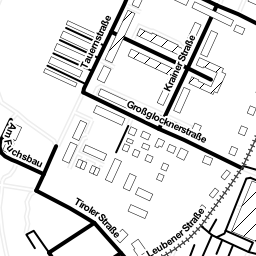 Tauernstraße
Krainer Straße
Großglocknerstraße
Am
Fuchsbau
Tiroler Straße
Leubener Straße